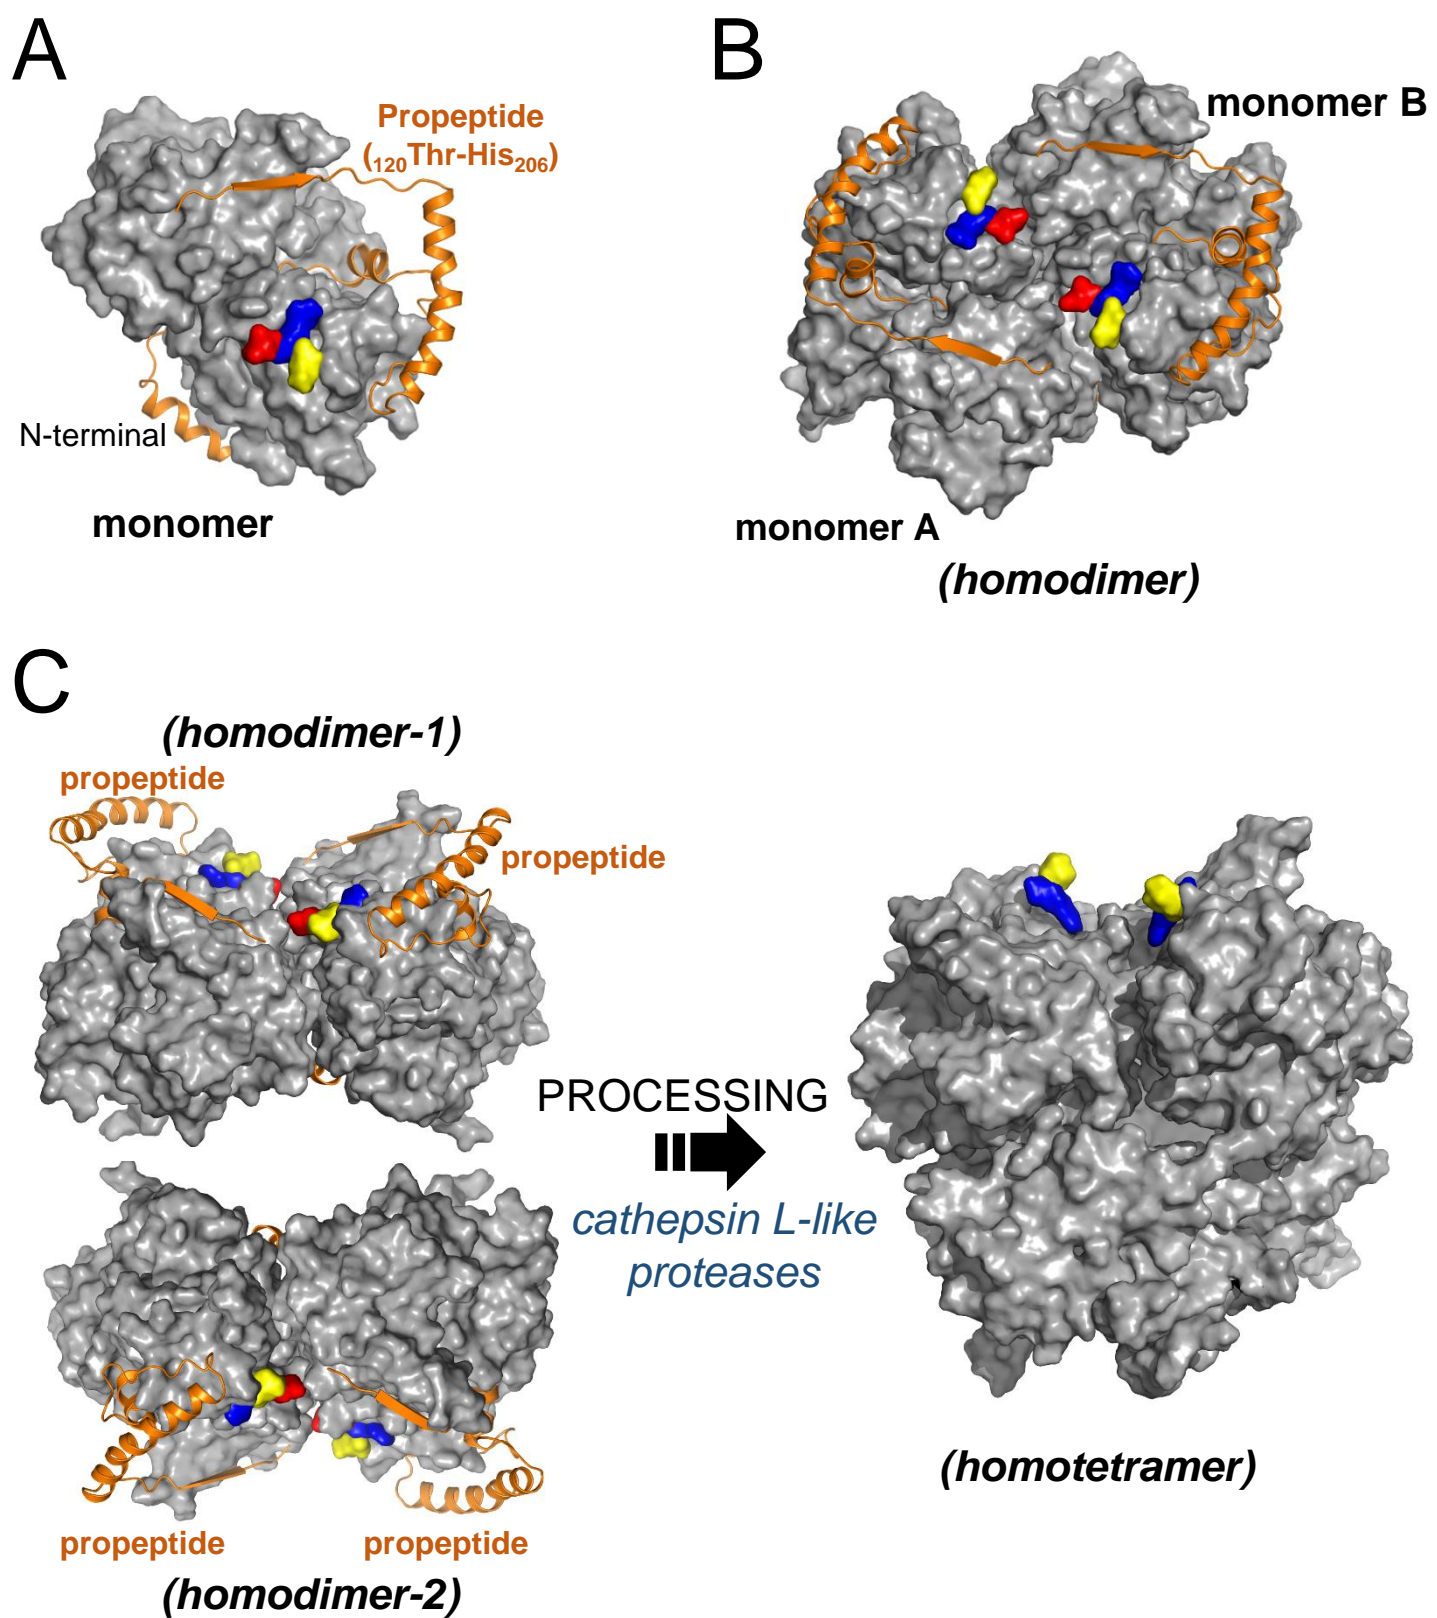 A
Propeptide
(₁₂₀Thr-His₂₀₆)
N-terminal
monomer
B
monomer B
monomer A
(homodimer)
C
(homodimer-1)
propeptide
propeptide
PROCESSING
cathepsin L-like
proteases
propeptide
propeptide
(homodimer-2)
(homotetramer)